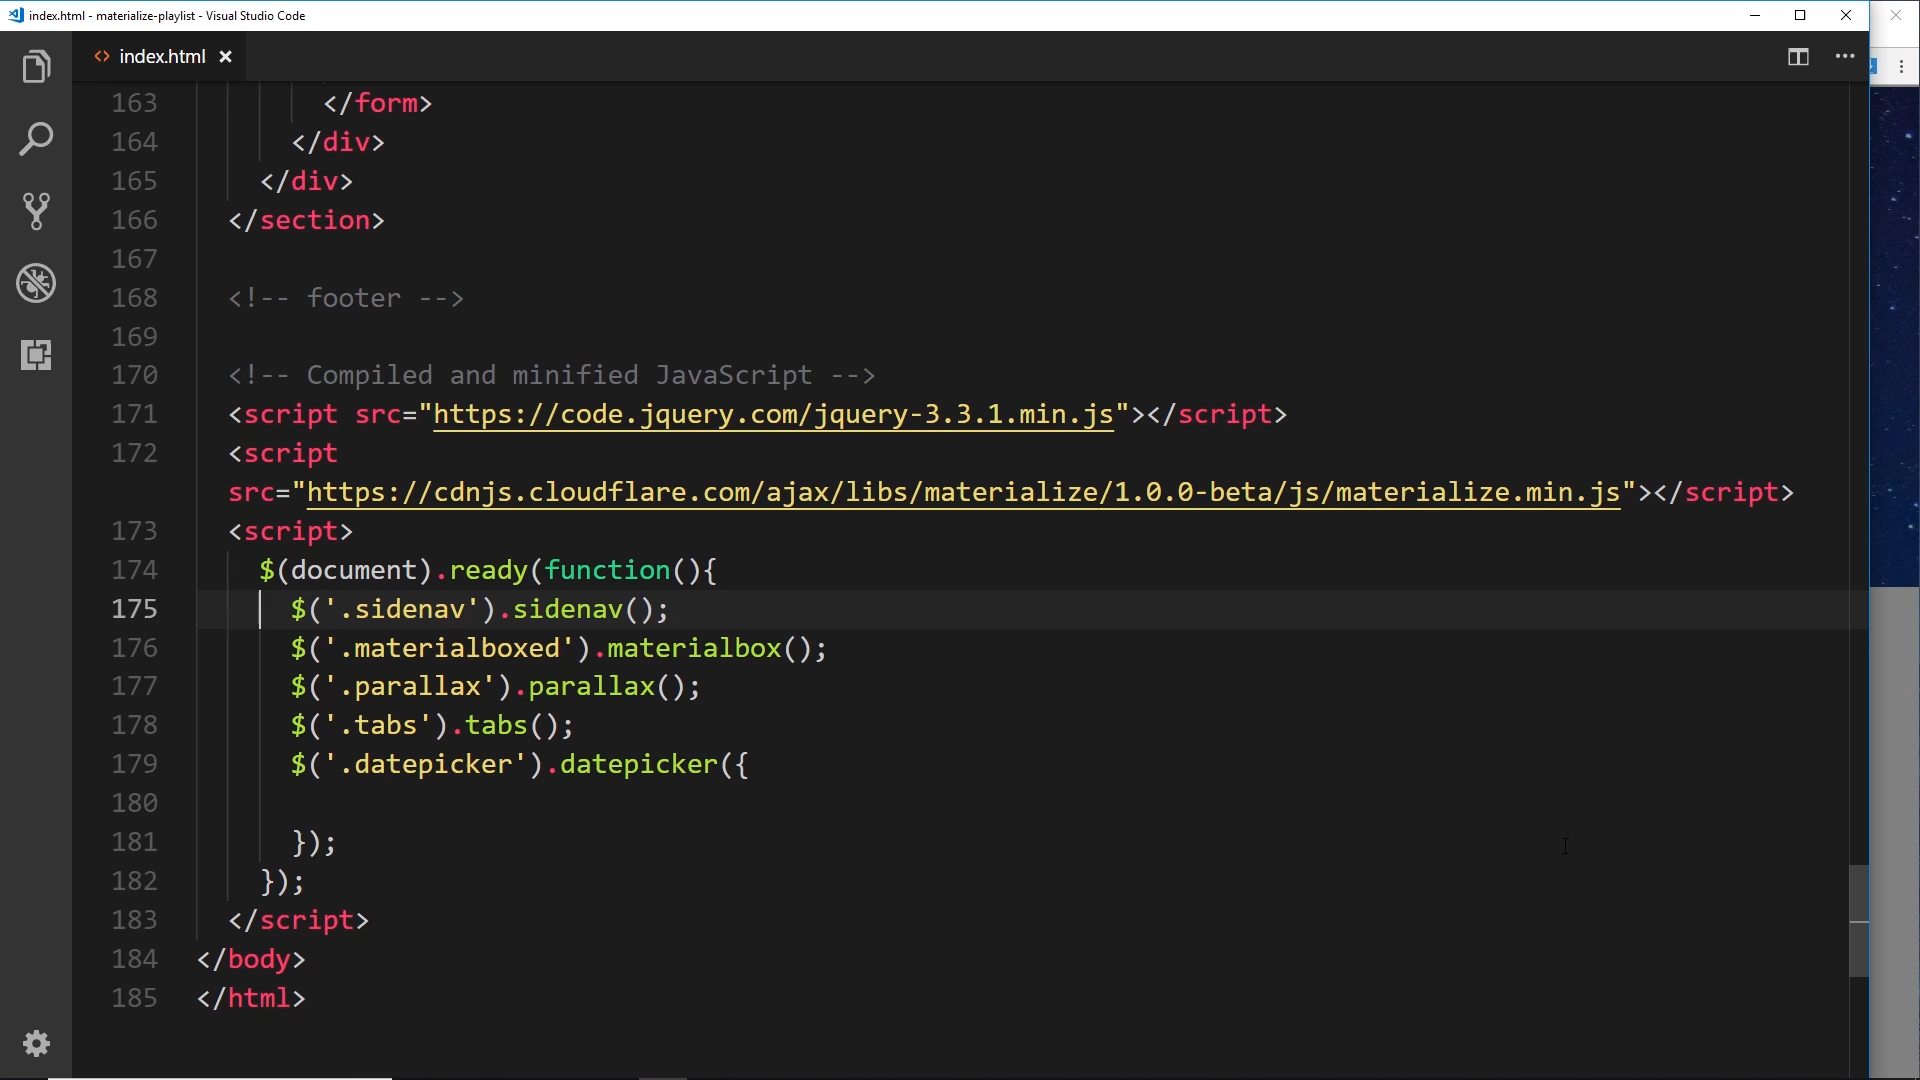 index.html - materialize-playlist - Visual Studio Code
index.html
163 </form>
164 </div>
165 </div>
166 </section>
167
168 <!-- footer -->
169
170 <!-- Compiled and minified JavaScript -->
171 <script src="https://code.jquery.com/jquery-3.3.1.min.js"></script>
172 <script
src="https://cdnjs.cloudflare.com/ajax/libs/materialize/1.0.0-beta/js/materialize.min.js"></script>
173 <script>
174 $(document).ready(function(){
175 $('.sidenav').sidenav();
176 $('.materialboxed').materialbox();
177 $('.parallax').parallax();
178 $('.tabs').tabs();
179 $('.datepicker').datepicker({
180
181 });
182 });
183 </script>
184 </body>
185 </html>